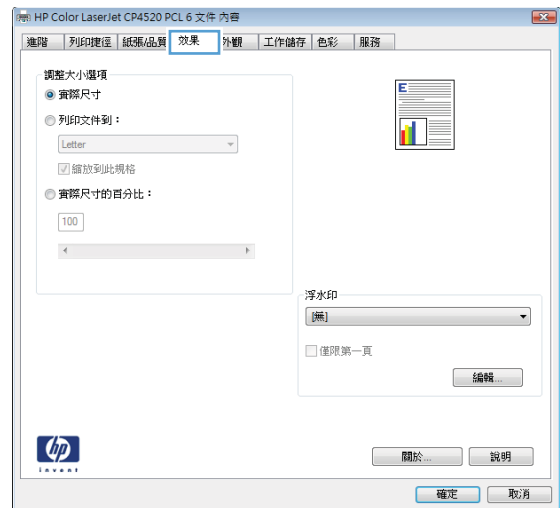 HP Color LaserJet CP4520 PCL 6 文件 內容
進階 列印捷徑 紙張/品質 效果 外觀 工作儲存 色彩 服務
調整大小選項
實際尺寸
列印文件到：
Letter
縮放到此規格
實際尺寸的百分比：
100
E
浮水印
[無]
僅限第一頁
編輯...
hp
invent
關於... 說明
確定 取消